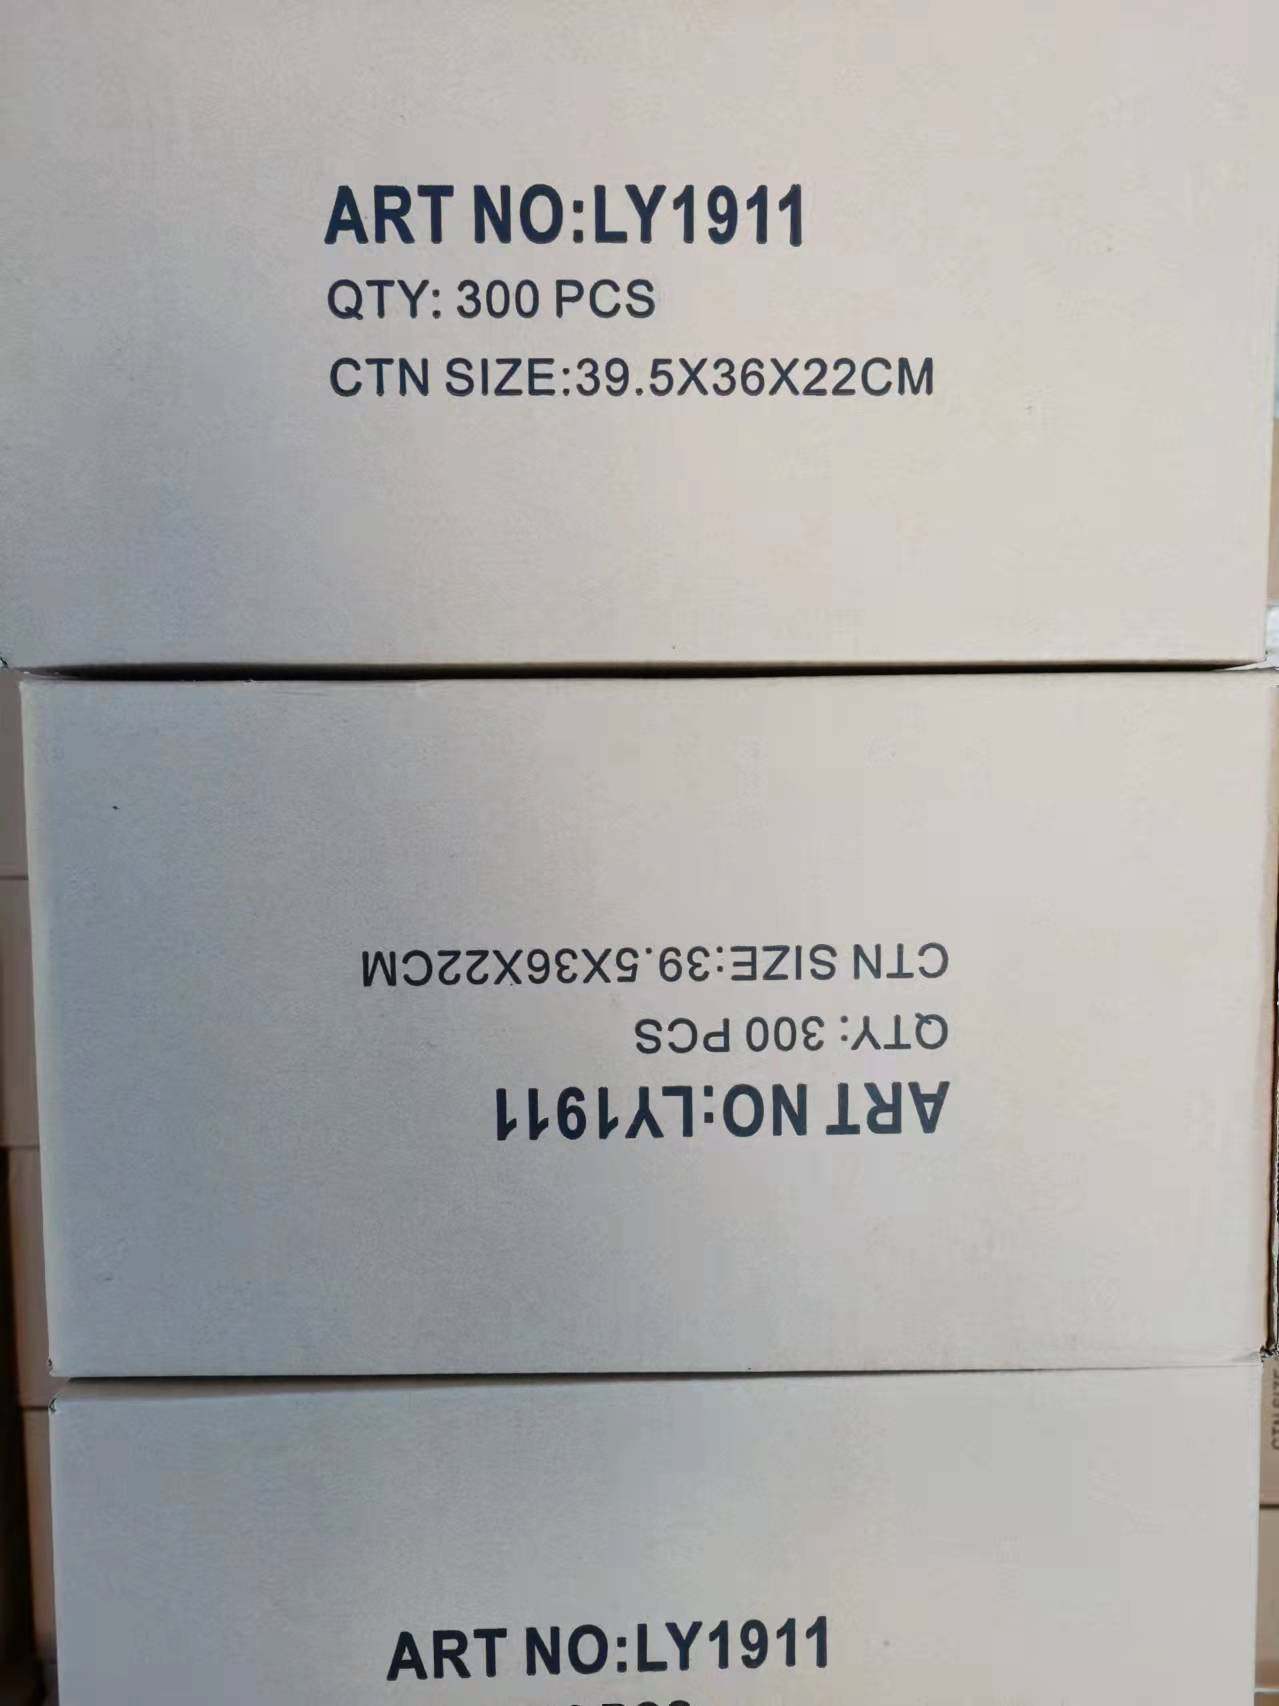 ART NO:LY1911
QTY: 300 PCS
CTN SIZE:39.5X36X22CM
ART NO:LY1911
QTY: 300 PCS
CTN SIZE:39.5X36X22CM
ART NO:LY1911
PCS